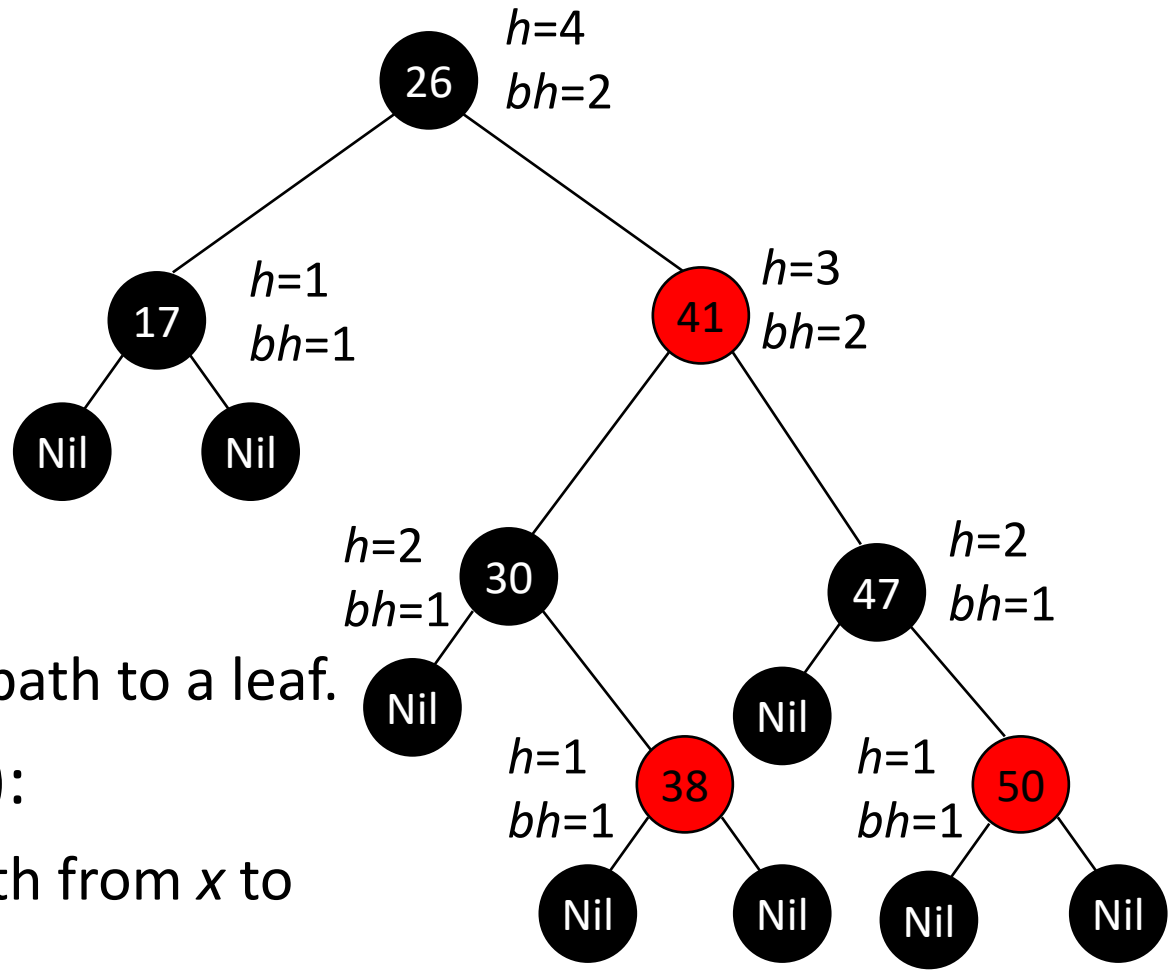 h=4
26
bh=2
h=1
17
bh=1
h=3
41
bh=2
Nil
Nil
h=2
30
bh=1
h=2
47
bh=1
path to a leaf.
Nil
Nil
h=1
38
bh=1
h=1
50
bh=1
):
th from x to
Nil
Nil
Nil
Nil